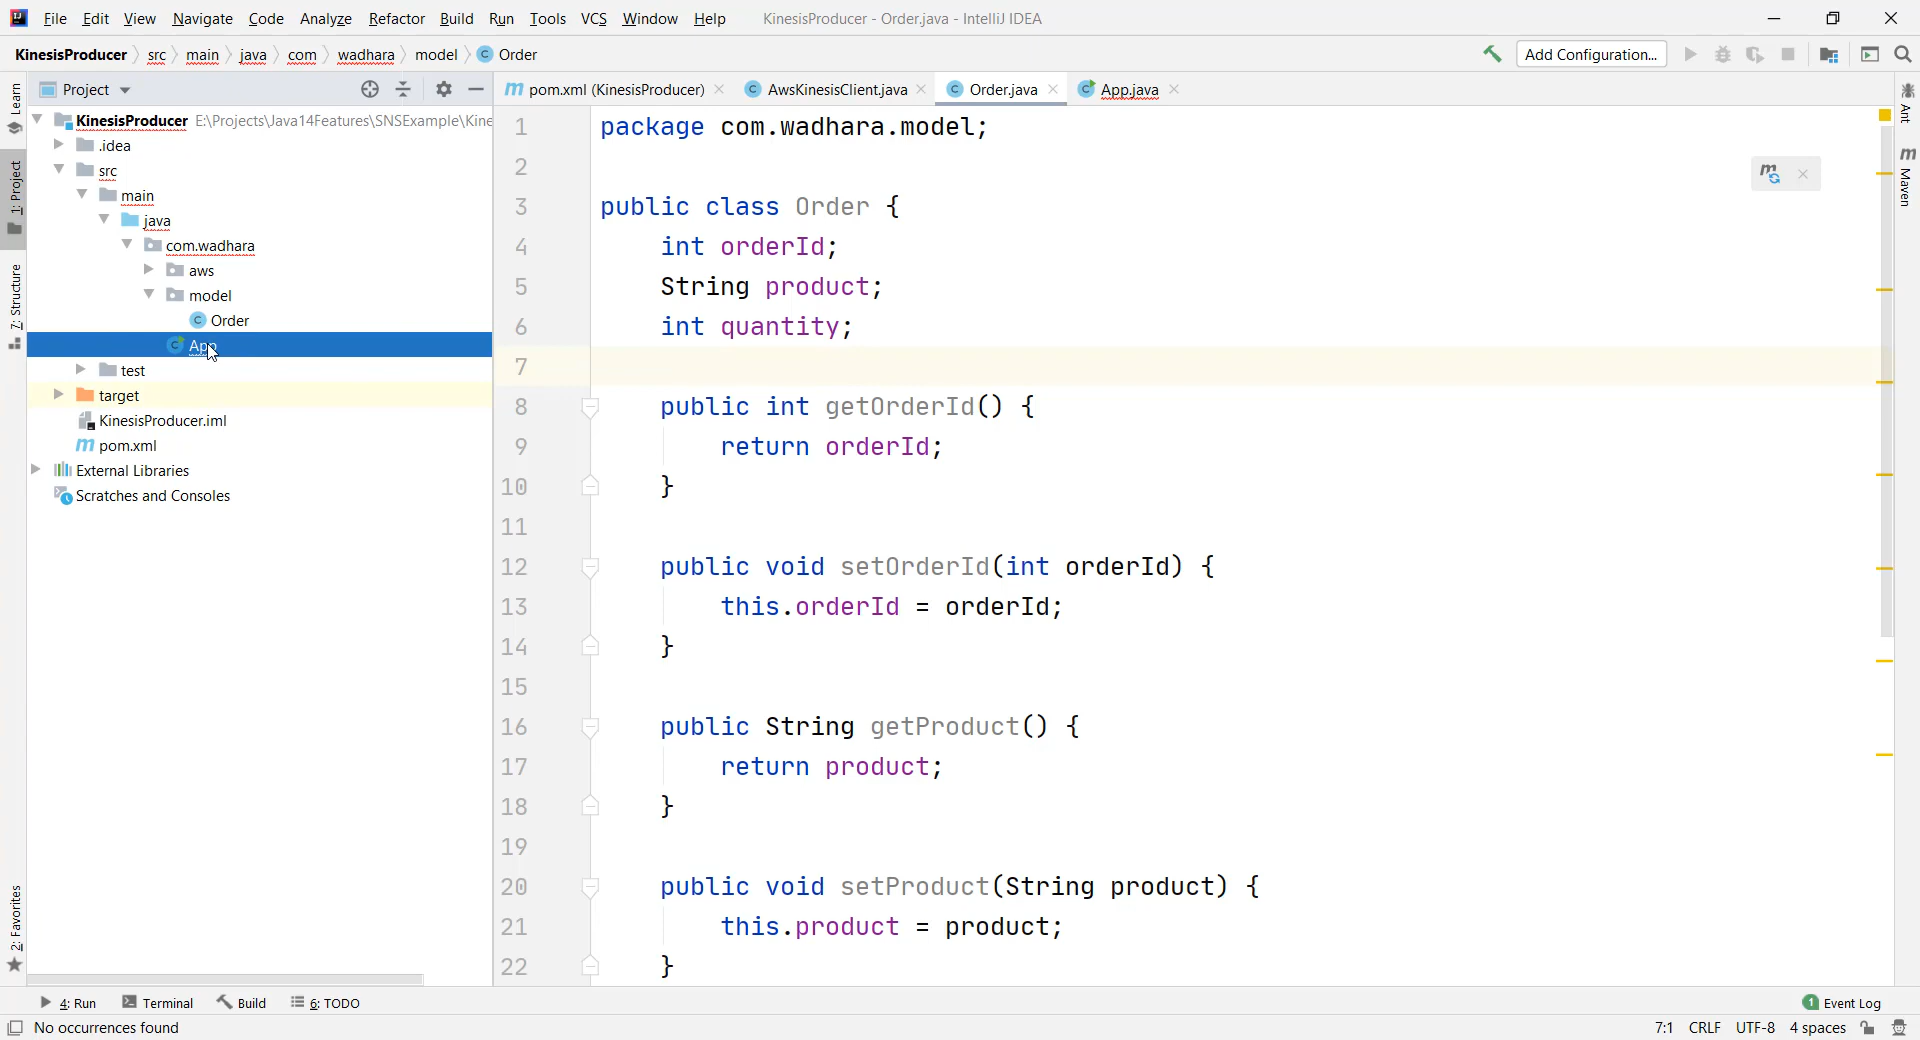 File Edit View Navigate Code Analyze Refactor Build Run Tools VCS Window Help KinesisProducer - Order.java - IntelliJ IDEA
KinesisProducer src main java com wadhara model Order Add Configuration...
Project
pom.xml (KinesisProducer) AwsKinesisClient.java Order.java App.java
Learn
1: Project
7: Structure
2: Favorites
KinesisProducer E:\Projects\Java14Features\SNSExample\Kine
.idea
src
main
java
com.wadhara
aws
model
Order
App
test
target
KinesisProducer.iml
pom.xml
External Libraries
Scratches and Consoles
1 package com.wadhara.model;
2
3 public class Order {
4 int orderId;
5 String product;
6 int quantity;
7
8 public int getOrderId() {
9 return orderId;
10 }
11
12 public void setOrderId(int orderId) {
13 this.orderId = orderId;
14 }
15
16 public String getProduct() {
17 return product;
18 }
19
20 public void setProduct(String product) {
21 this.product = product;
22 }
Ant
Maven
4: Run Terminal Build 6: TODO 1 Event Log
No occurrences found 7:1 CRLF UTF-8 4 spaces